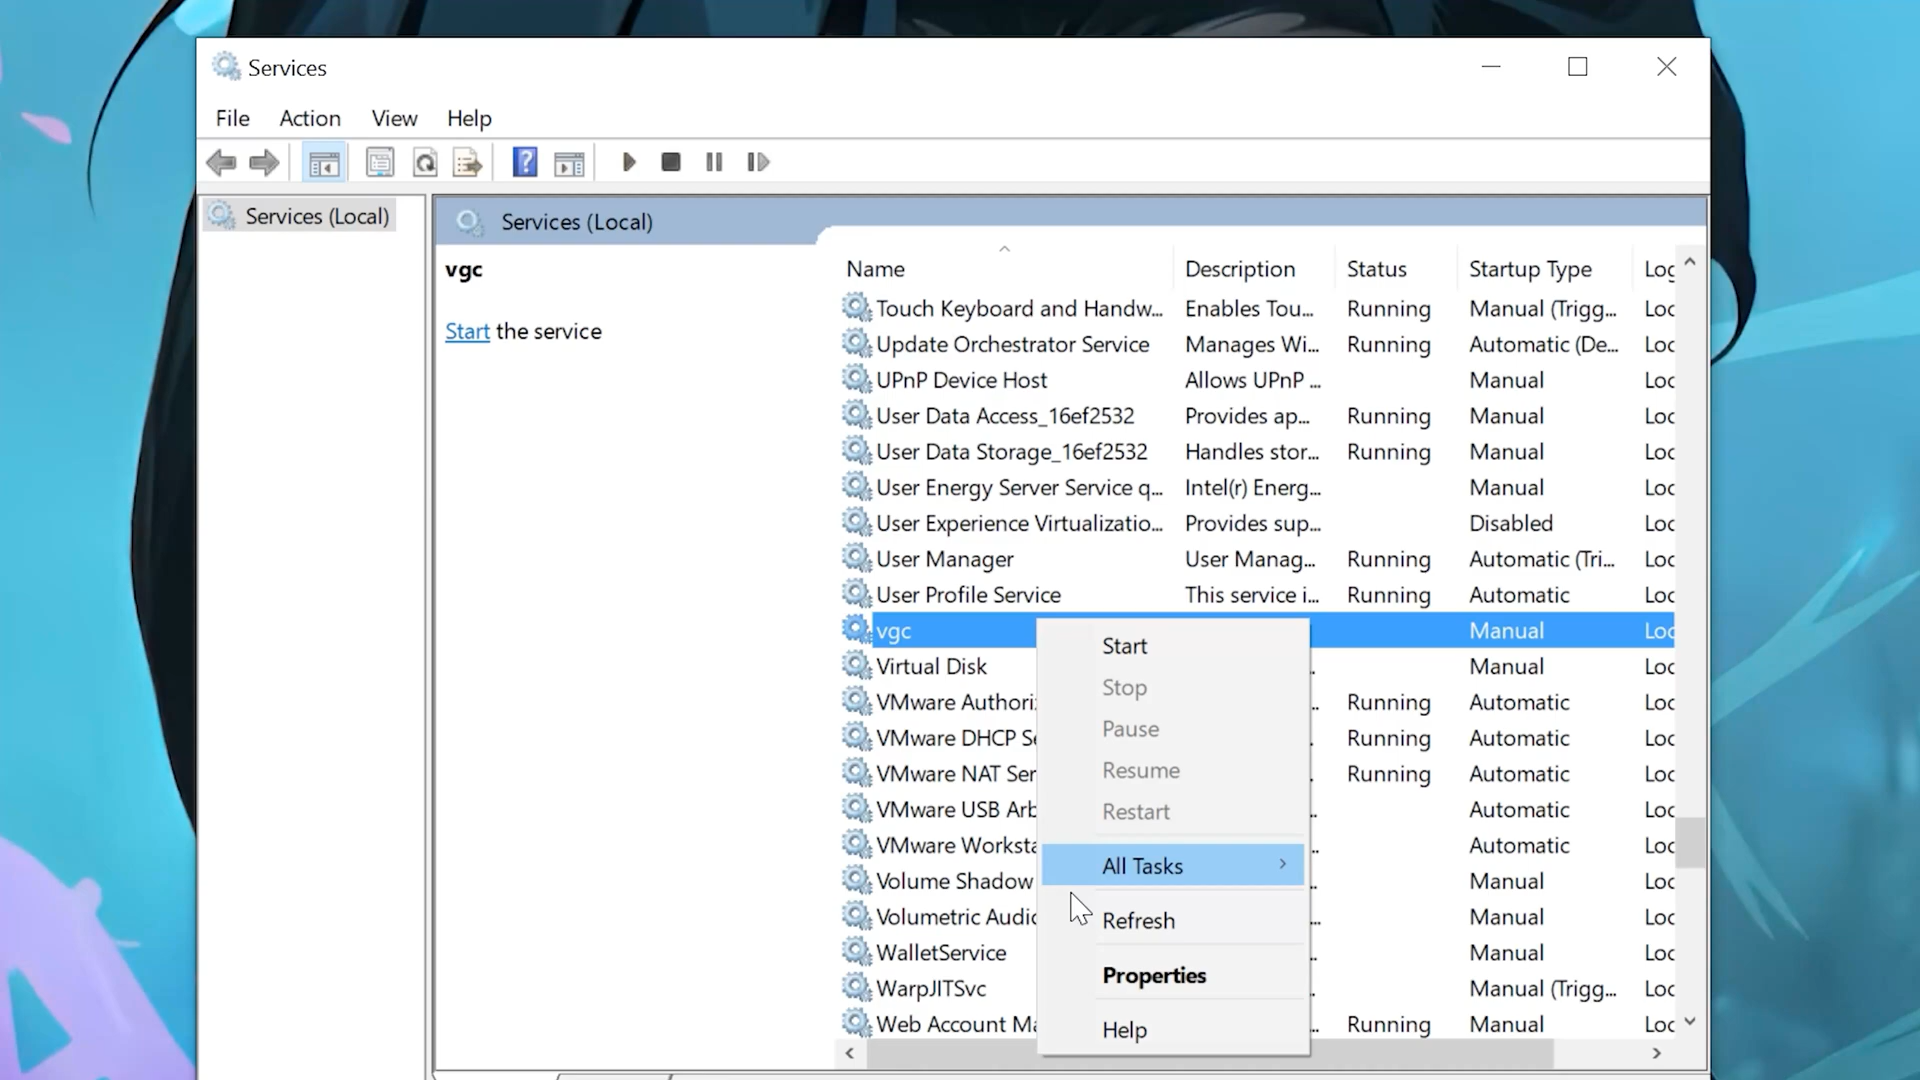 Services
File Action View Help
Services (Local)
Services (Local)
vgc
Start the service
Name Description Status Startup Type Log
Touch Keyboard and Handw... Enables Tou... Running Manual (Trigg... Loc
Update Orchestrator Service Manages Wi... Running Automatic (De... Loc
UPnP Device Host Allows UPnP ... Manual Loc
User Data Access_16ef2532 Provides ap... Running Manual Loc
User Data Storage_16ef2532 Handles stor... Running Manual Loc
User Energy Server Service q... Intel(r) Energ... Manual Loc
User Experience Virtualizatio... Provides sup... Disabled Loc
User Manager User Manag... Running Automatic (Tri... Loc
User Profile Service This service i... Running Automatic Loc
vgc Manual Loc
Virtual Disk Manual Loc
VMware Authori Running Automatic Loc
VMware DHCP Se Running Automatic Loc
VMware NAT Ser Running Automatic Loc
VMware USB Arb Automatic Loc
VMware Worksta Automatic Loc
Volume Shadow Manual Loc
Volumetric Audio Manual Loc
WalletService Manual Loc
WarpJITSvc Manual (Trigg... Loc
Web Account Ma Running Manual Loc
Start
Stop
Pause
Resume
Restart
All Tasks
Refresh
Properties
Help